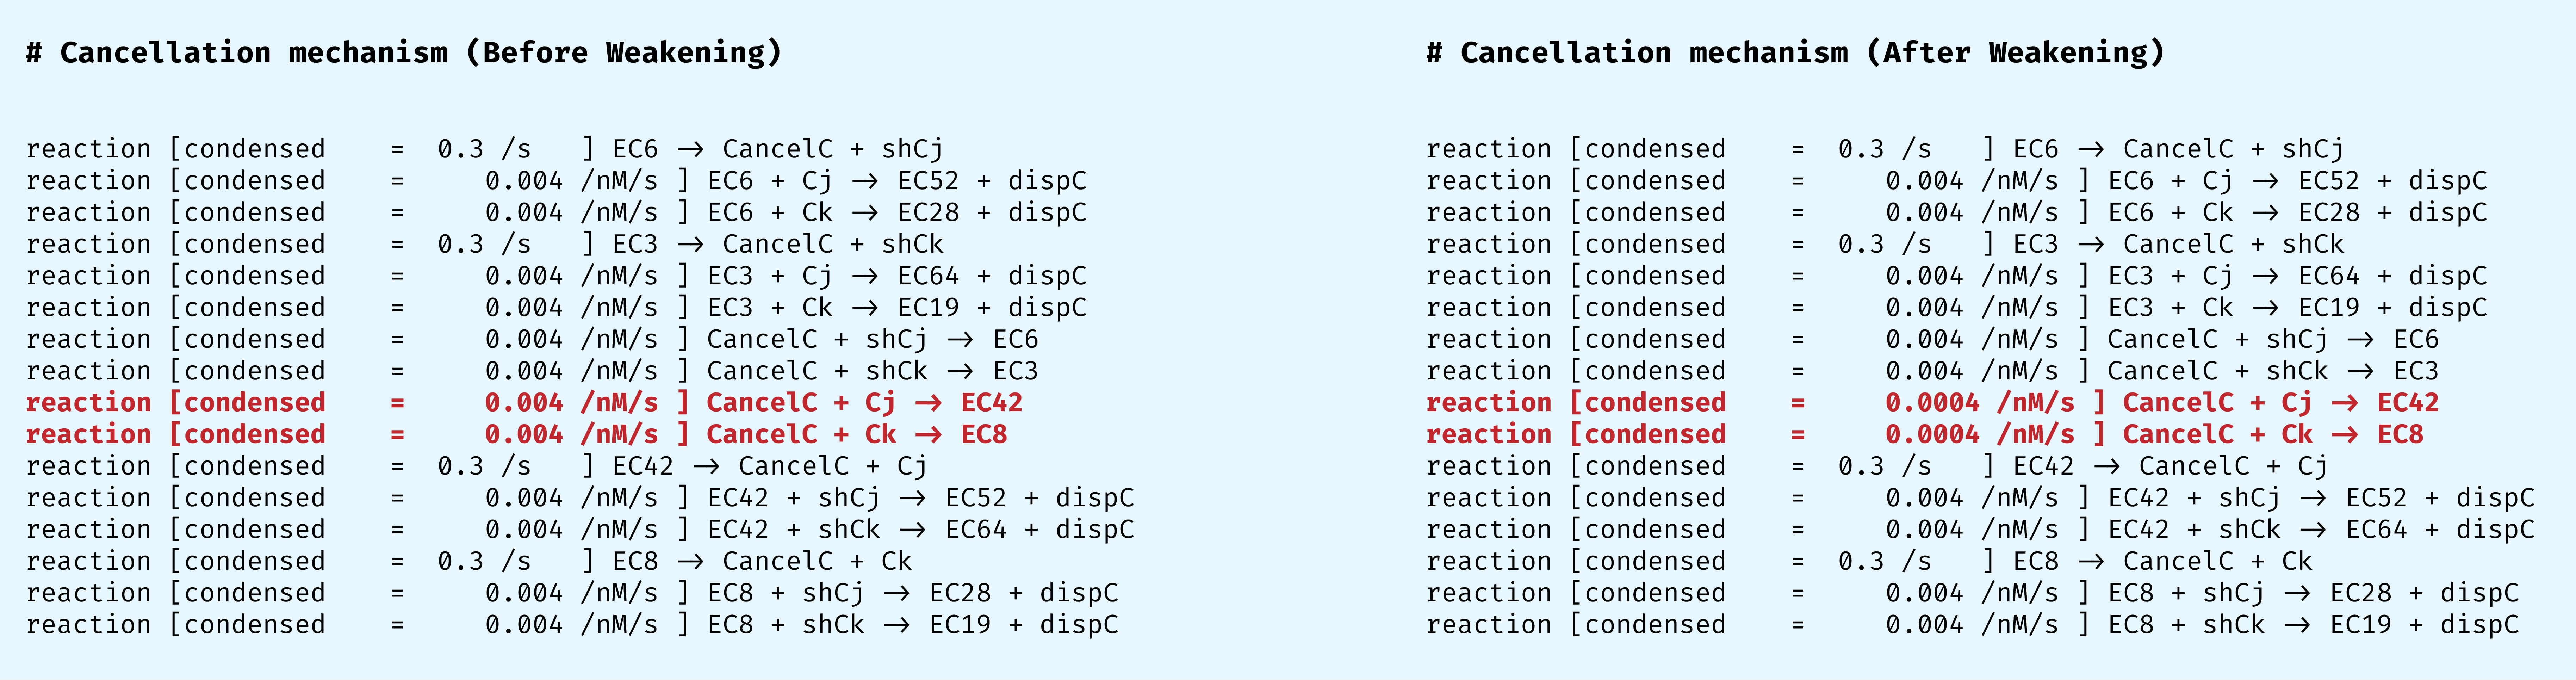 # Cancellation mechanism (Before Weakening)
reaction [condensed = 0.3 /s ] EC6 → CancelC + shCj
reaction [condensed = 0.004 /nM/s ] EC6 + Cj → EC52 + dispC
reaction [condensed = 0.004 /nM/s ] EC6 + Ck → EC28 + dispC
reaction [condensed = 0.3 /s ] EC3 → CancelC + shCk
reaction [condensed = 0.004 /nM/s ] EC3 + Cj → EC64 + dispC
reaction [condensed = 0.004 /nM/s ] EC3 + Ck → EC19 + dispC
reaction [condensed = 0.004 /nM/s ] CancelC + shCj → EC6
reaction [condensed = 0.004 /nM/s ] CancelC + shCk → EC3
reaction [condensed = 0.004 /nM/s ] CancelC + Cj → EC42
reaction [condensed = 0.004 /nM/s ] CancelC + Ck → EC8
reaction [condensed = 0.3 /s ] EC42 → CancelC + Cj
reaction [condensed = 0.004 /nM/s ] EC42 + shCj → EC52 + dispC
reaction [condensed = 0.004 /nM/s ] EC42 + shCk → EC64 + dispC
reaction [condensed = 0.3 /s ] EC8 → CancelC + Ck
reaction [condensed = 0.004 /nM/s ] EC8 + shCj → EC28 + dispC
reaction [condensed = 0.004 /nM/s ] EC8 + shCk → EC19 + dispC
# Cancellation mechanism (After Weakening)
reaction [condensed = 0.3 /s ] EC6 → CancelC + shCj
reaction [condensed = 0.004 /nM/s ] EC6 + Cj → EC52 + dispC
reaction [condensed = 0.004 /nM/s ] EC6 + Ck → EC28 + dispC
reaction [condensed = 0.3 /s ] EC3 → CancelC + shCk
reaction [condensed = 0.004 /nM/s ] EC3 + Cj → EC64 + dispC
reaction [condensed = 0.004 /nM/s ] EC3 + Ck → EC19 + dispC
reaction [condensed = 0.004 /nM/s ] CancelC + shCj → EC6
reaction [condensed = 0.004 /nM/s ] CancelC + shCk → EC3
reaction [condensed = 0.0004 /nM/s ] CancelC + Cj → EC42
reaction [condensed = 0.0004 /nM/s ] CancelC + Ck → EC8
reaction [condensed = 0.3 /s ] EC42 → CancelC + Cj
reaction [condensed = 0.004 /nM/s ] EC42 + shCj → EC52 + dispC
reaction [condensed = 0.004 /nM/s ] EC42 + shCk → EC64 + dispC
reaction [condensed = 0.3 /s ] EC8 → CancelC + Ck
reaction [condensed = 0.004 /nM/s ] EC8 + shCj → EC28 + dispC
reaction [condensed = 0.004 /nM/s ] EC8 + shCk → EC19 + dispC